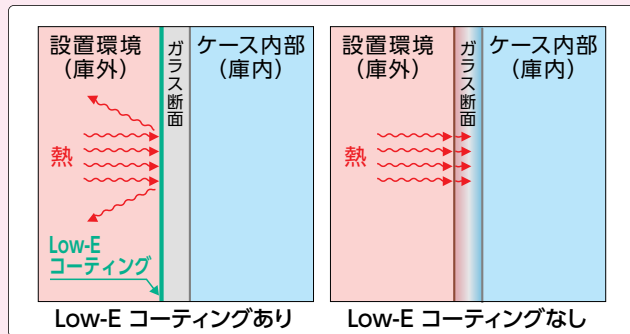 設置環境
(庫外)
ガラス断面
ケース内部
(庫内)
熱
Low-E
コーティング
Low-E コーティングあり
設置環境
(庫外)
ガラス断面
ケース内部
(庫内)
熱
Low-E コーティングなし